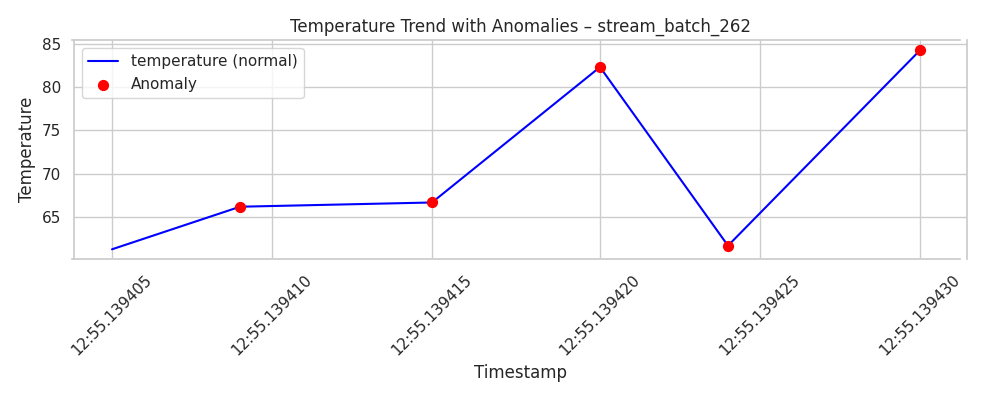 Temperature Trend with Anomalies – stream_batch_262
temperature (normal)
Anomaly
Temperature
85
80
75
70
65
12:55.139405
12:55.139410
12:55.139415
12:55.139420
12:55.139425
12:55.139430
Timestamp